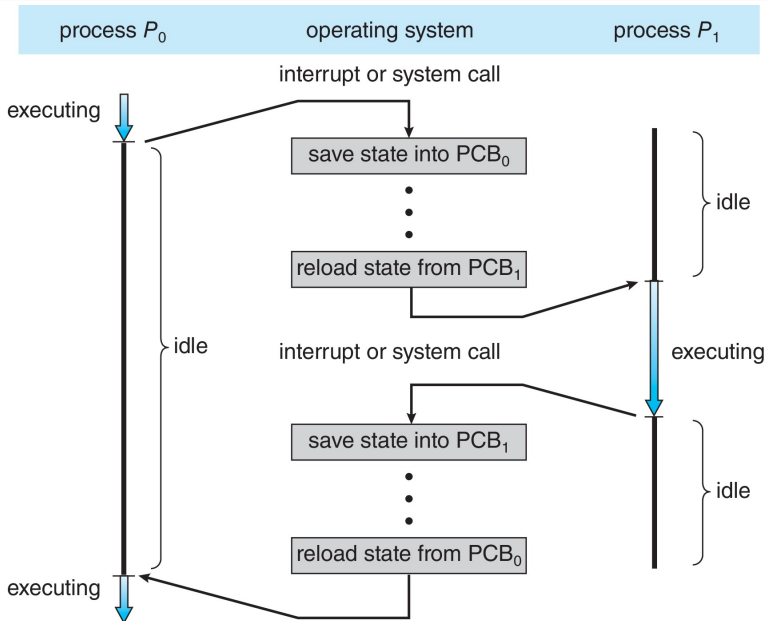 process P₀ operating system process P₁
interrupt or system call
executing
save state into PCB₀
idle
reload state from PCB₁
idle
interrupt or system call
executing
save state into PCB₁
idle
reload state from PCB₀
executing